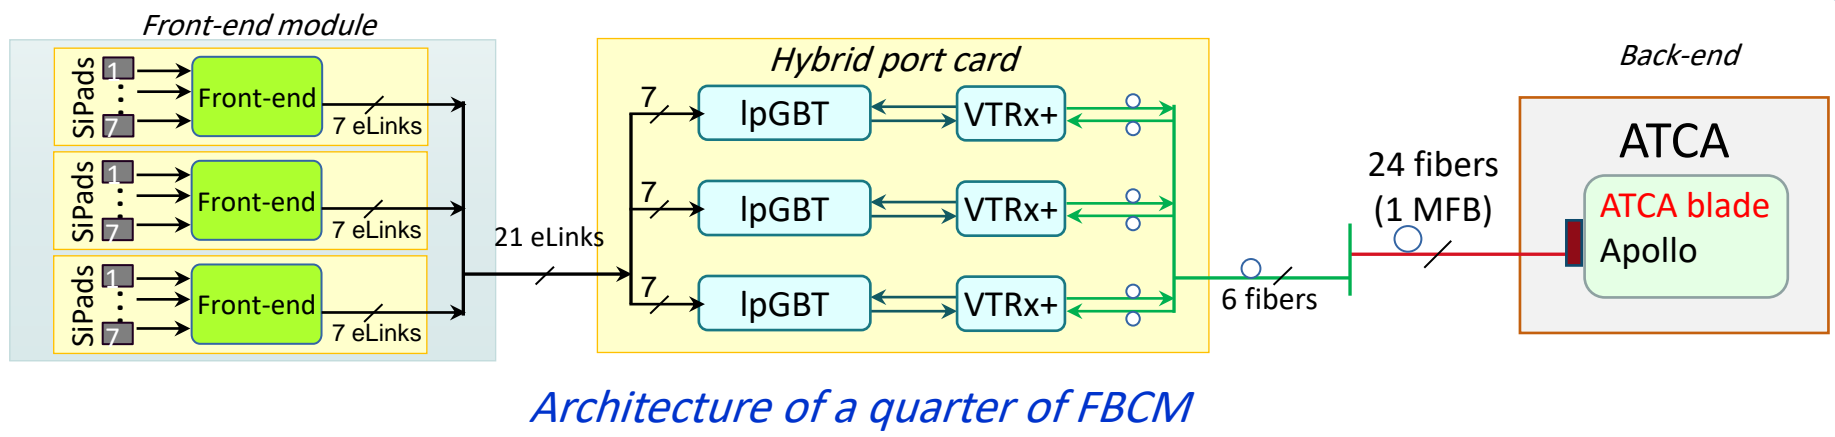 Front-end module
SiPads
1
7
Front-end
7 eLinks
SiPads
1
7
Front-end
7 eLinks
SiPads
1
7
Front-end
7 eLinks
21 eLinks
Hybrid port card
7
lpGBT
VTRx+
7
lpGBT
VTRx+
7
lpGBT
VTRx+
6 fibers
24 fibers
(1 MFB)
Back-end
ATCA
ATCA blade
Apollo
Architecture of a quarter of FBCM